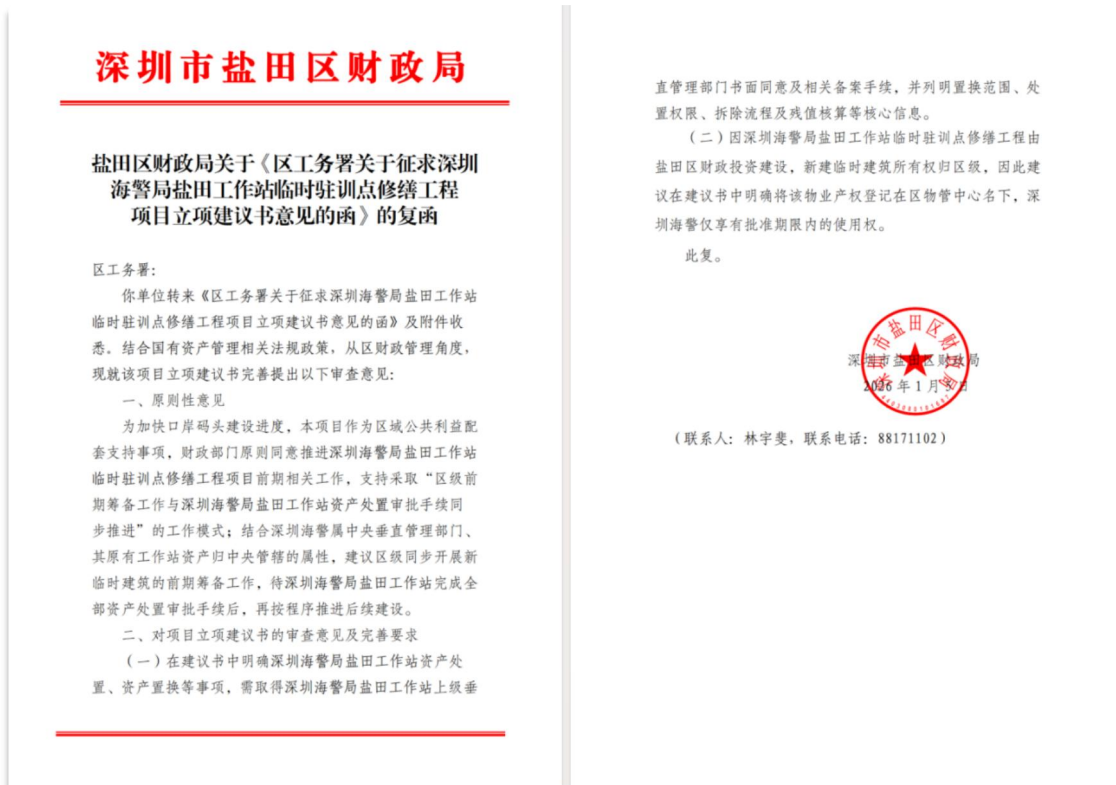 深圳市盐田区财政局
盐田区财政局关于《区工务署关于征求深圳
海警局盐田工作站临时驻训点修缮工程
项目立项建议书意见的函》的复函
区工务署：
你单位转来《区工务署关于征求深圳海警局盐田工作站
临时驻训点修缮工程项目立项建议书意见的函》及附件收
悉。结合国有资产管理相关法规政策，从区财政管理角度，
现就该项目立项建议书完善提出以下审查意见：
一、原则性意见
为加快口岸码头建设进度，本项目作为区域公共利益配
套支持事项，财政部门原则同意推进深圳海警局盐田工作站
临时驻训点修缮工程项目前期相关工作，支持采取“区级前
期筹备工作与深圳海警局盐田工作站资产处置审批手续同
步推进”的工作模式；结合深圳海警属中央垂直管理部门、
其原有工作站资产归中央管辖的属性，建议区级同步开展新
临时建筑的前期筹备工作，待深圳海警局盐田工作站完成全
部资产处置审批手续后，再按程序推进后续建设。
二、对项目立项建议书的审查意见及完善要求
（一）在建议书中明确深圳海警局盐田工作站资产处
置、资产置换等事项，需取得深圳海警局盐田工作站上级垂
直管理部门书面同意及相关备案手续，并列明置换范围、处
置权限、拆除流程及残值核算等核心信息。
（二）因深圳海警局盐田工作站临时驻训点修缮工程由
盐田区财政投资建设，新建临时建筑所有权归区级，因此建
议在建议书中明确将该物业产权登记在区物管中心名下，深
圳海警仅享有批准期限内的使用权。
此复。
深圳市盐田区财政局
深圳市盐田区财政局
2026年1月5日
（联系人：林宇斐，联系电话：88171102）